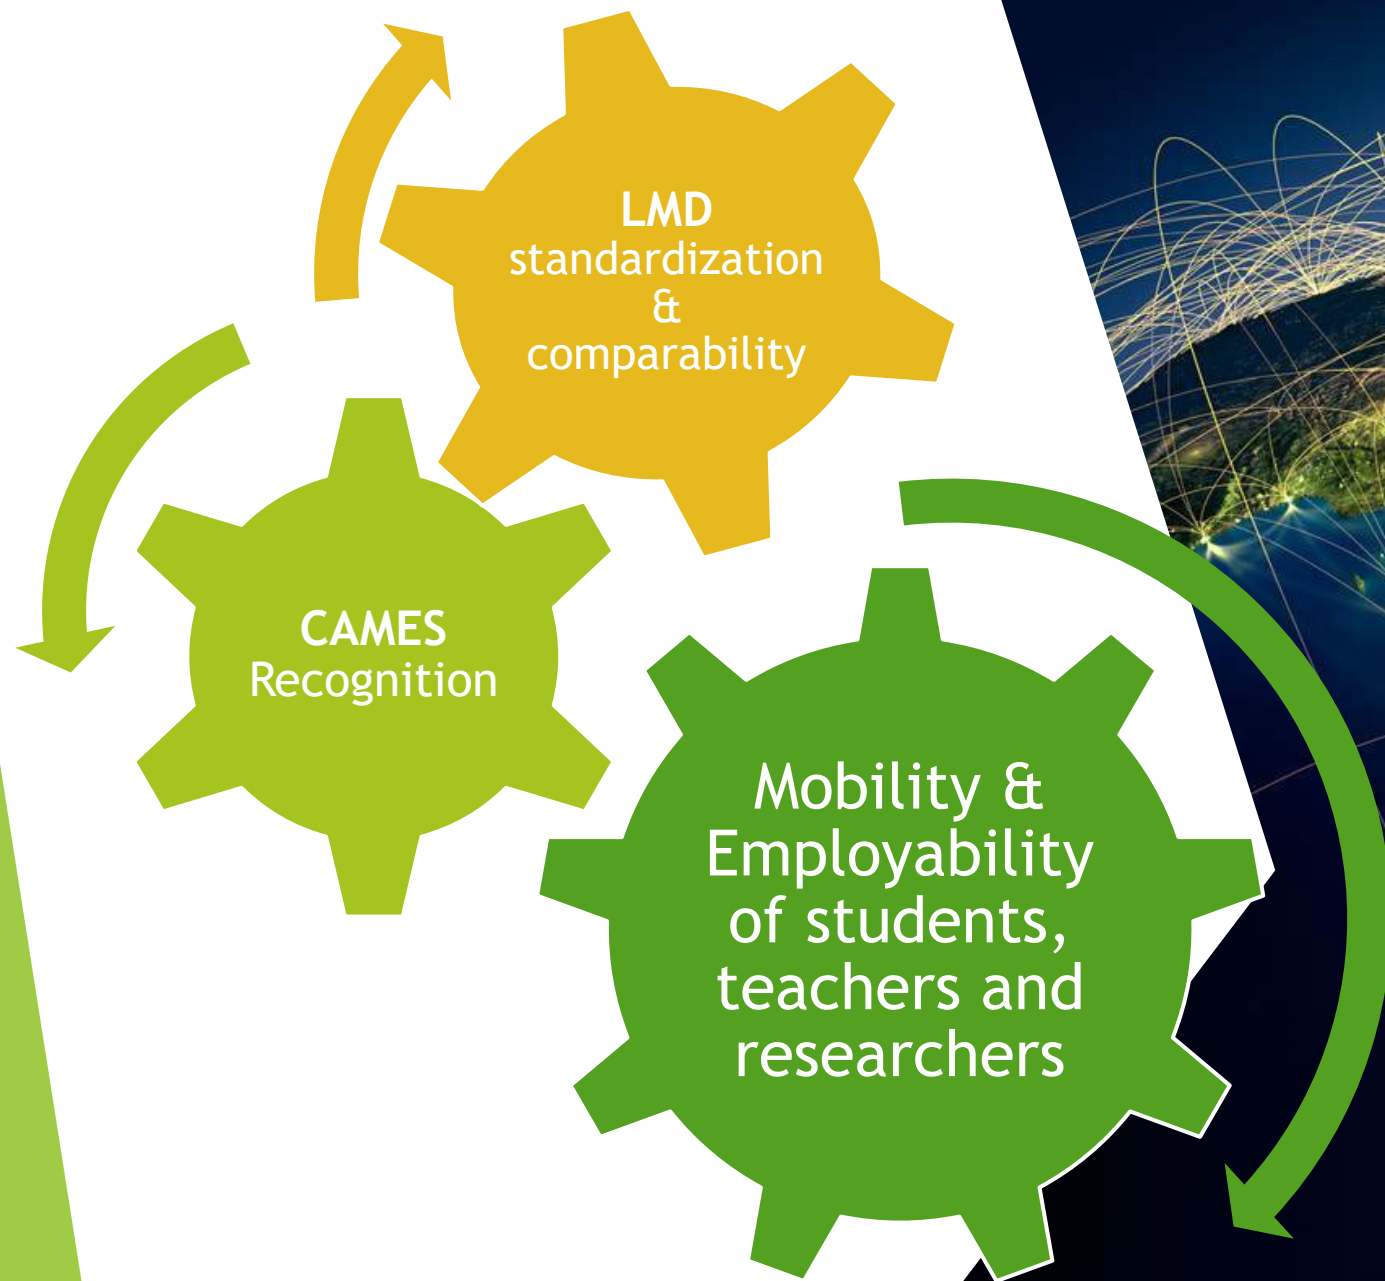 LMD
standardization
&
comparability
CAMES
Recognition
Mobility &
Employability
of students,
teachers and
researchers